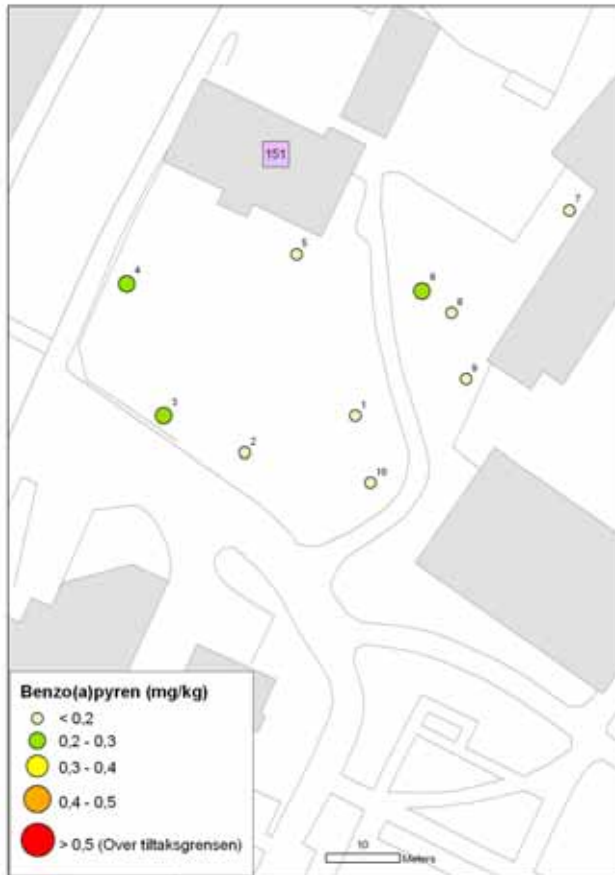 151
7
5
4
6
8
9
3
1
2
10
Benzo(a)pyren (mg/kg)
< 0,2
0,2 - 0,3
0,3 - 0,4
0,4 - 0,5
> 0,5 (Over tiltaksgrensen)
10
Meters